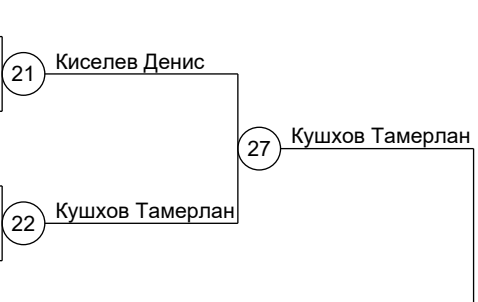 Киселев Денис
21
Кушхов Тамерлан
27
Кушхов Тамерлан
22